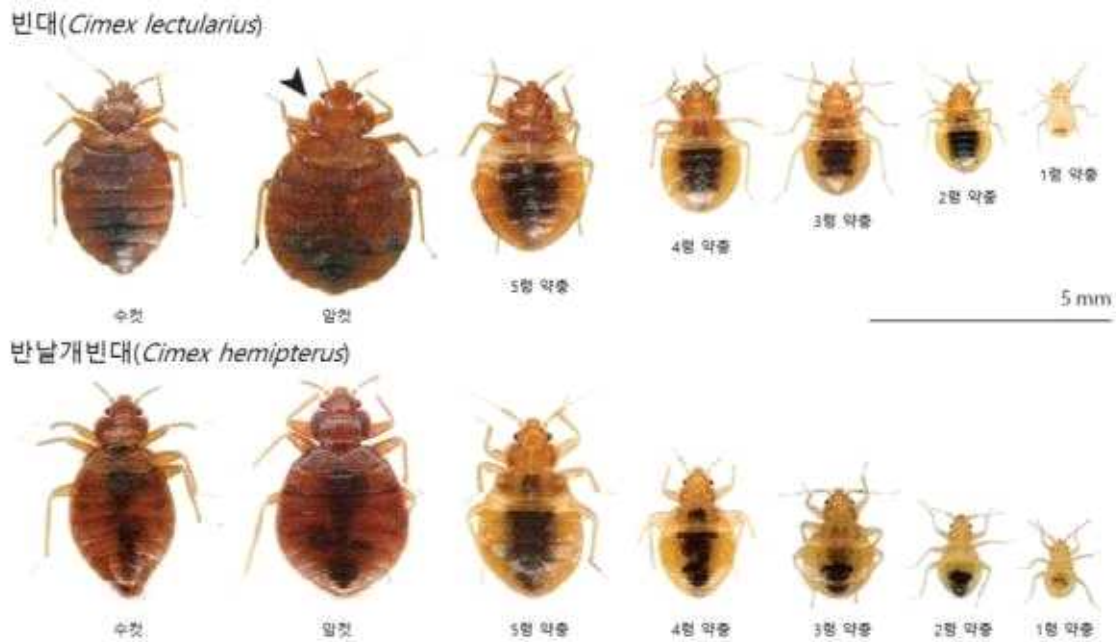 빈대(Cimex lectularius)
1령 약충
2령 약충
3령 약충
4령 약충
5령 약충
수컷
암컷
5 mm
반날개빈대(Cimex hemipterus)
수컷
암컷
5령 약충
4령 약충
3령 약충
2령 약충
1령 약충